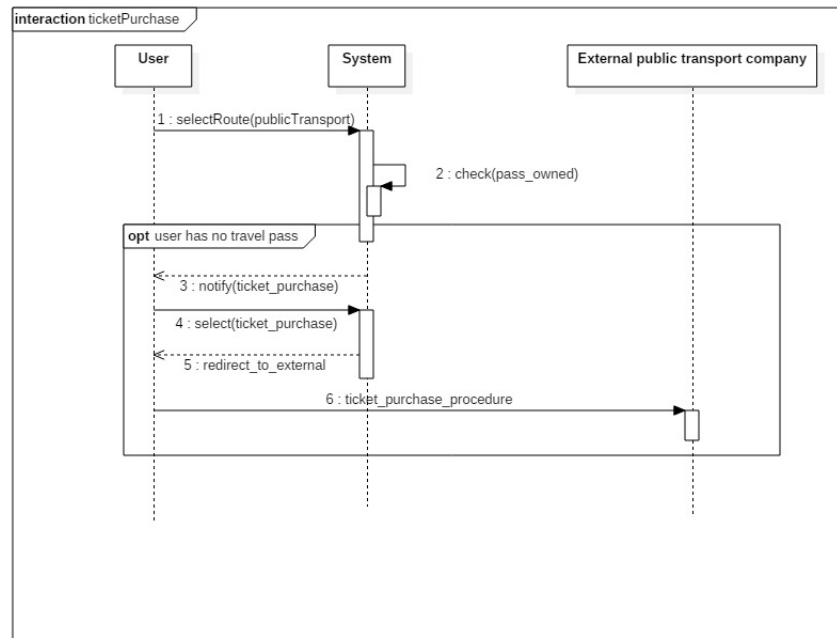 interaction ticketPurchase
User
System
External public transport company
1 : selectRoute(publicTransport)
2 : check(pass_owned)
opt user has no travel pass
3 : notify(ticket_purchase)
4 : select(ticket_purchase)
5 : redirect_to_external
6 : ticket_purchase_procedure